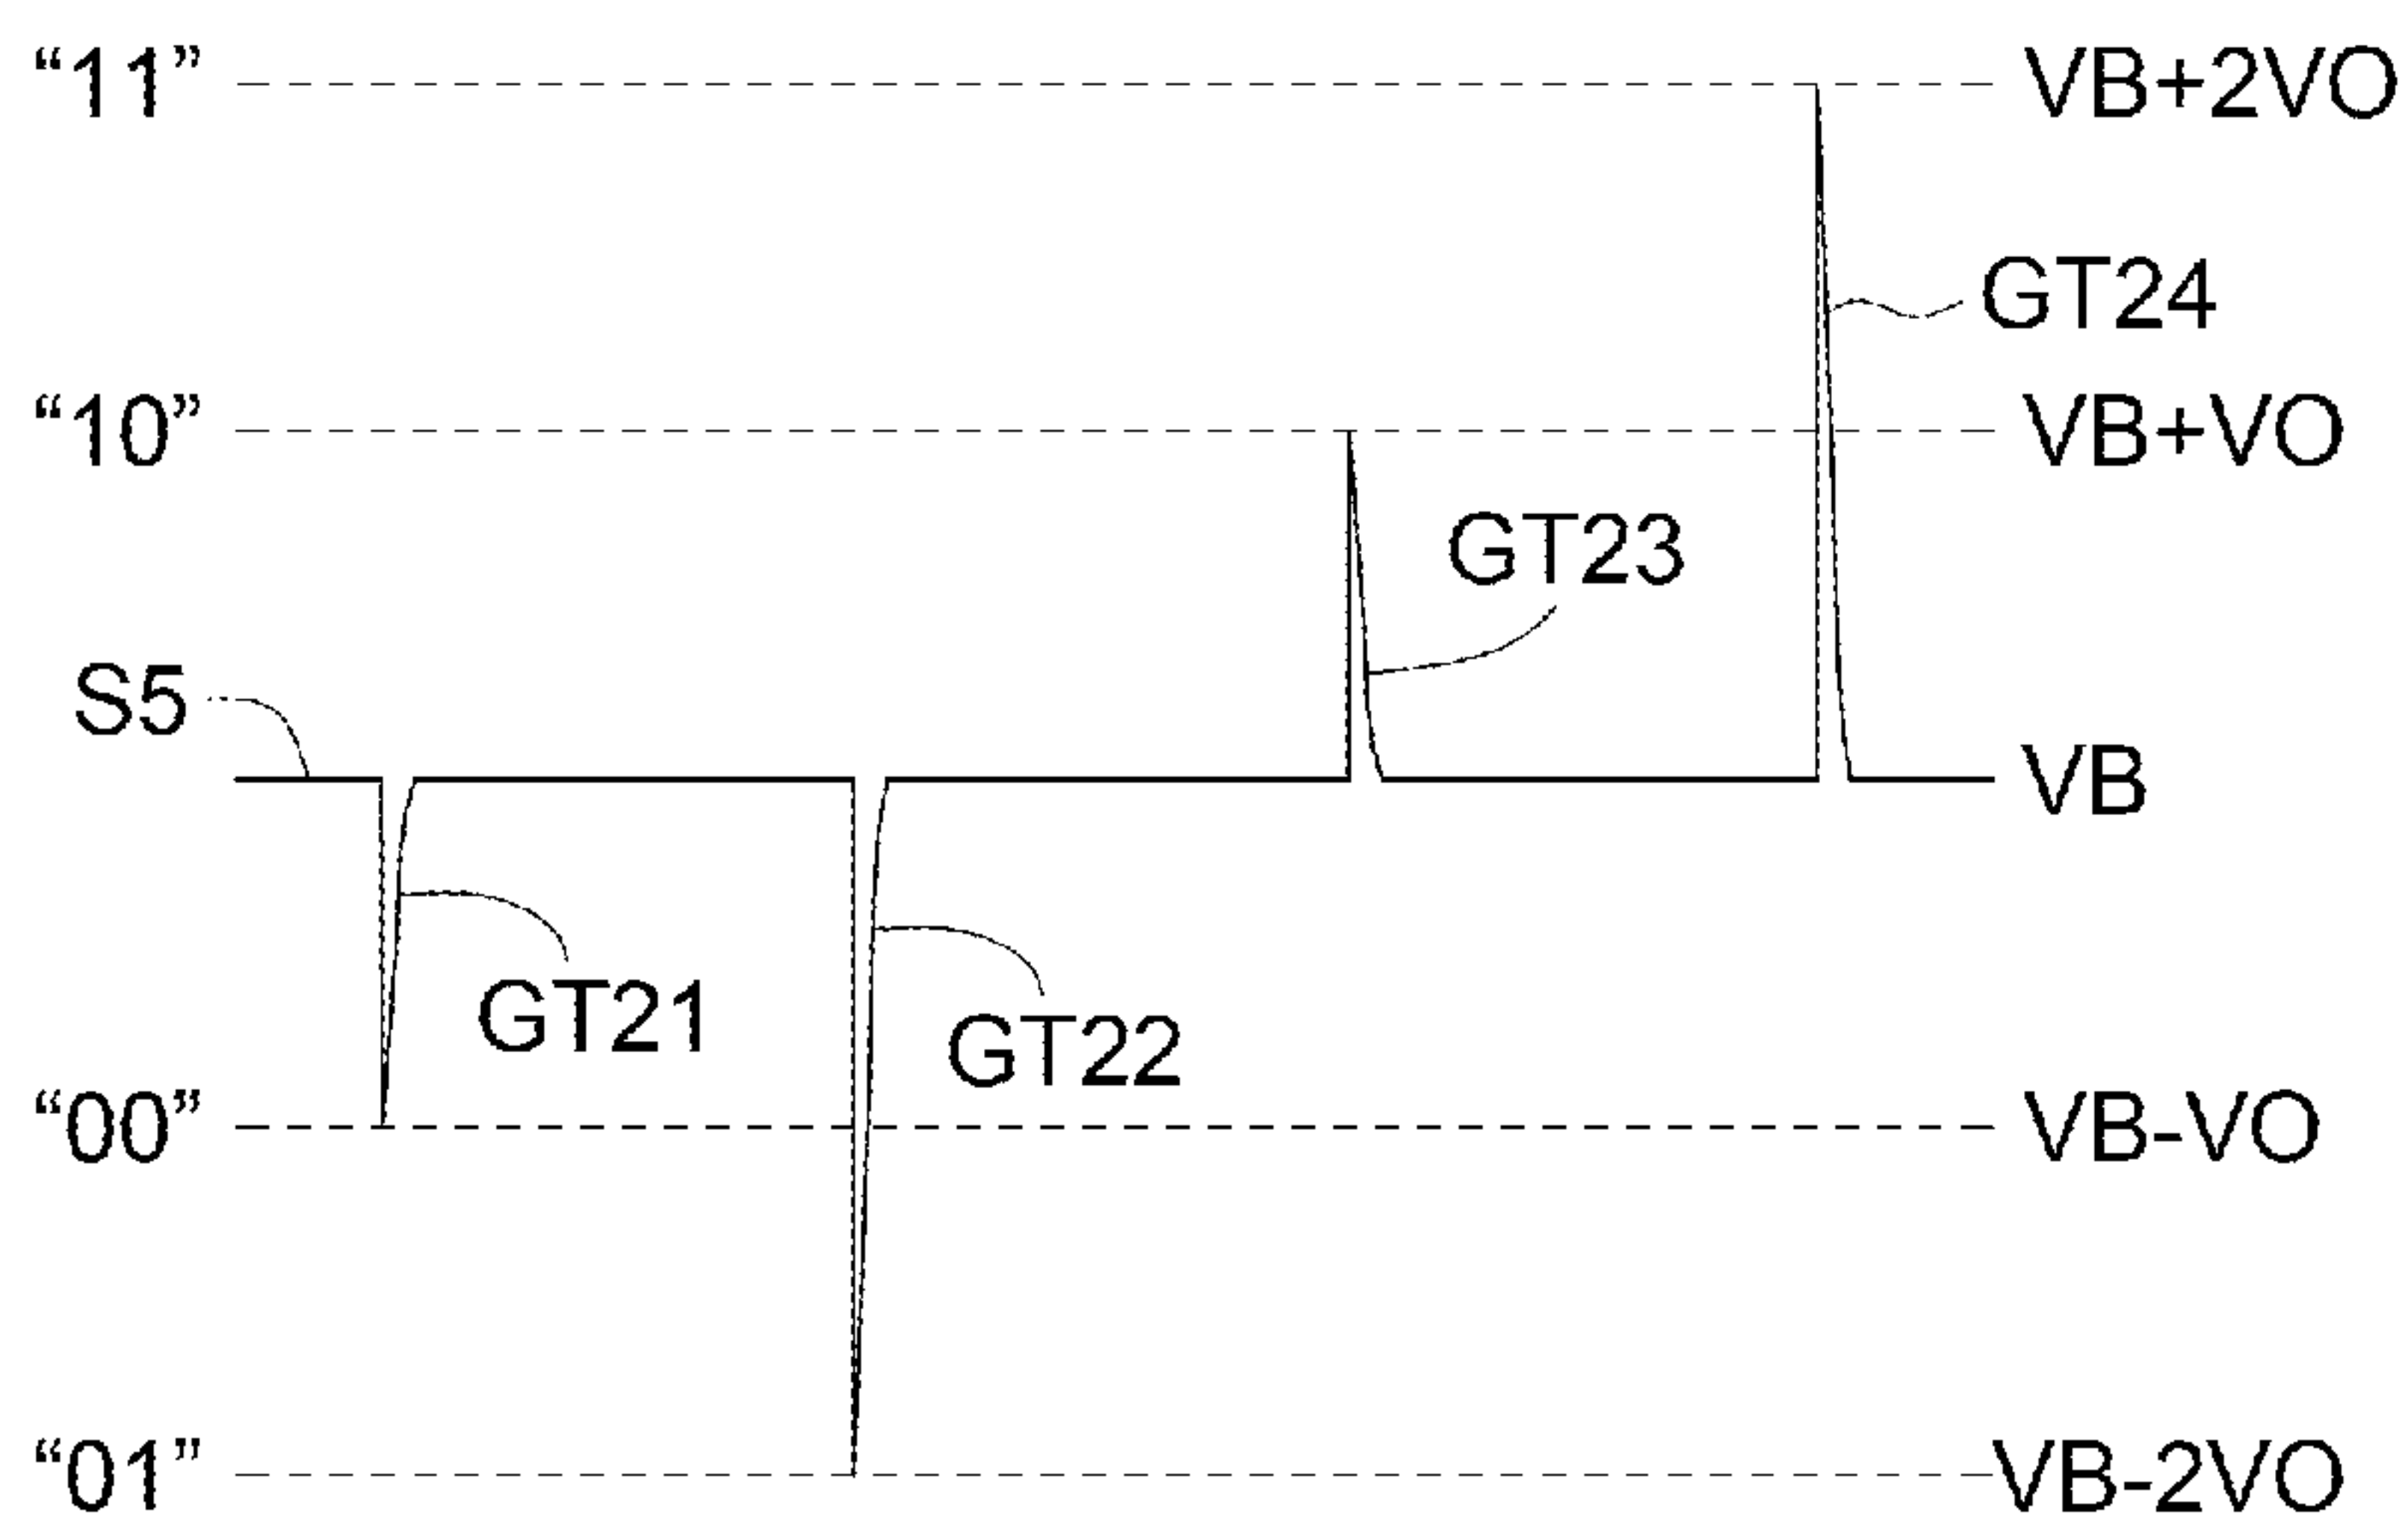 “11” VB+2VO
GT24
“10” VB+VO
GT23
S5
VB
GT21
GT22
“00” VB-VO
“01” VB-2VO